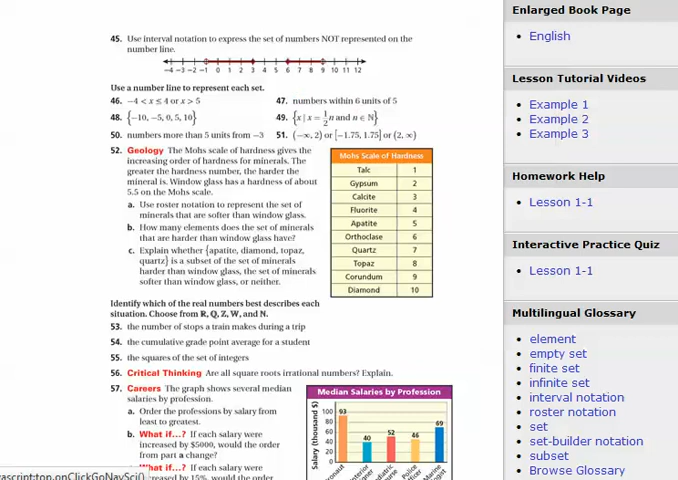 45. Use interval notation to express the set of numbers NOT represented on the
number line.
−4 −3 −2 −1 0 1 2 3 4 5 6 7 8 9 10 11 12
Use a number line to represent each set.
46. −4 < x ≤ 4 or x > 5
47. numbers within 6 units of 5
48. {−10, −5, 0, 5, 10}
49. {x | x = 1/2 n and n ∈ N}
50. numbers more than 5 units from −3
51. (−∞, 2) or [−1.75, 1.75] or (2, ∞)
52. Geology The Mohs scale of hardness gives the
increasing order of hardness for minerals. The
greater the hardness number, the harder the
mineral is. Window glass has a hardness of about
5.5 on the Mohs scale.
a. Use roster notation to represent the set of
minerals that are softer than window glass.
b. How many elements does the set of minerals
that are harder than window glass have?
c. Explain whether {apatite, diamond, topaz,
quartz} is a subset of the set of minerals
harder than window glass, the set of minerals
softer than window glass, or neither.
Mohs Scale of Hardness
Talc 1
Gypsum 2
Calcite 3
Fluorite 4
Apatite 5
Orthoclase 6
Quartz 7
Topaz 8
Corundum 9
Diamond 10
Identify which of the real numbers best describes each
situation. Choose from R, Q, Z, W, and N.
53. the number of stops a train makes during a trip
54. the cumulative grade point average for a student
55. the squares of the set of integers
56. Critical Thinking Are all square roots irrational numbers? Explain.
57. Careers The graph shows several median
salaries by profession.
a. Order the professions by salary from
least to greatest.
b. What if...? If each salary were
increased by $5000, would the order
from part a change?
What if...? If each salary were
increased by 15%, would the order
Median Salaries by Profession
Salary (thousand $)
100
80
60
40
20
0
93
40
52
46
69
ascript:top.onClickGoNavSci()
Enlarged Book Page
English
Lesson Tutorial Videos
Example 1
Example 2
Example 3
Homework Help
Lesson 1-1
Interactive Practice Quiz
Lesson 1-1
Multilingual Glossary
element
empty set
finite set
infinite set
interval notation
roster notation
set
set-builder notation
subset
Browse Glossary